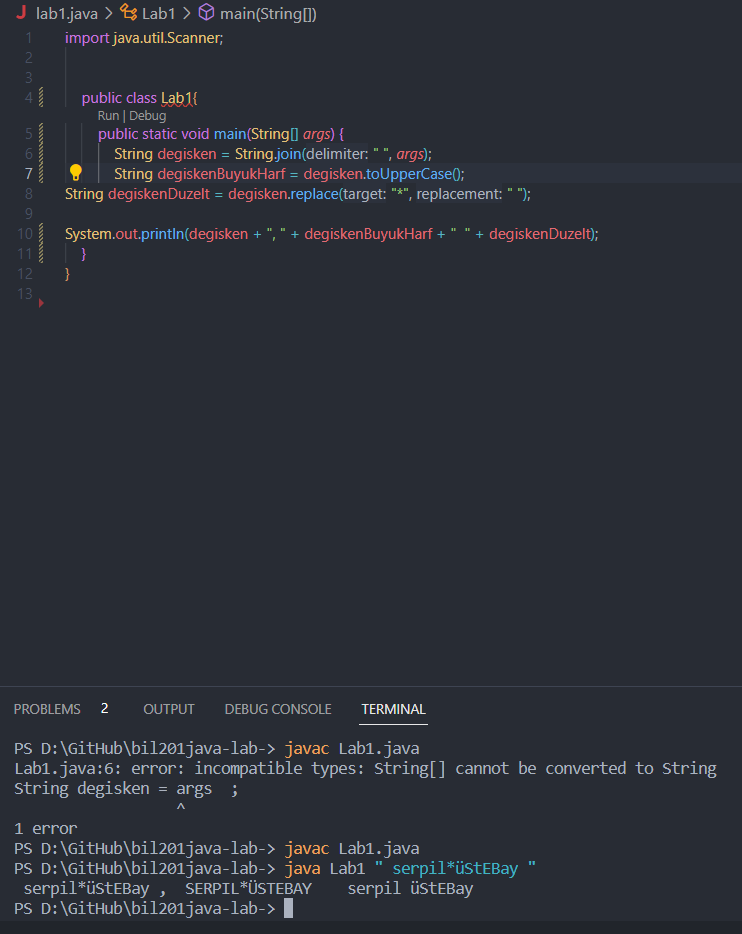 J lab1.java > Lab1 > main(String[])
1 import java.util.Scanner;
2
3
4 public class Lab1{
Run | Debug
5 public static void main(String[] args) {
6 String degisken = String.join(delimiter: " ", args);
7 String degiskenBuyukHarf = degisken.toUpperCase();
8 String degiskenDuzelt = degisken.replace(target: "*", replacement: " ");
9
10 System.out.println(degisken + ", " + degiskenBuyukHarf + "  " + degiskenDuzelt);
11 }
12 }
13
PROBLEMS 2 OUTPUT DEBUG CONSOLE TERMINAL
PS D:\GitHub\bil201java-lab-> javac Lab1.java
Lab1.java:6: error: incompatible types: String[] cannot be converted to String
String degisken = args  ;
^
1 error
PS D:\GitHub\bil201java-lab-> javac Lab1.java
PS D:\GitHub\bil201java-lab-> java Lab1 " serpil*üStEBay "
serpil*üStEBay ,  SERPIL*ÜSTEBAY    serpil üStEBay
PS D:\GitHub\bil201java-lab->